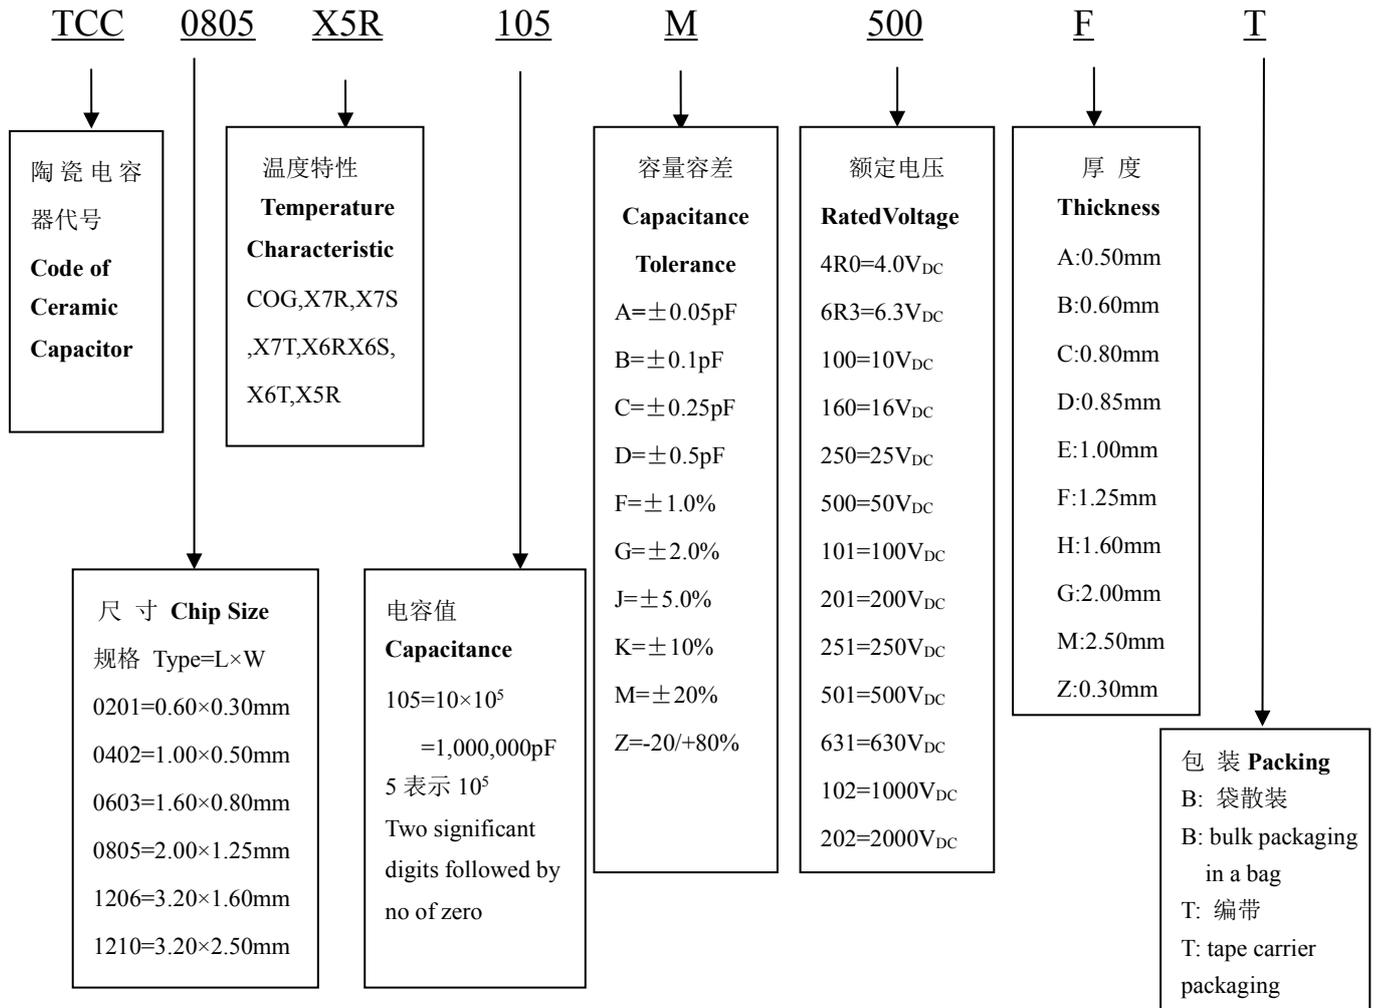 TCC 0805 X5R 105 M 500 F T
陶瓷电容
器代号
Code of
Ceramic
Capacitor
温度特性
Temperature
Characteristic
COG,X7R,X7S
,X7T,X6RX6S,
X6T,X5R
容量容差
Capacitance
Tolerance
A=±0.05pF
B=±0.1pF
C=±0.25pF
D=±0.5pF
F=±1.0%
G=±2.0%
J=±5.0%
K=±10%
M=±20%
Z=-20/+80%
额定电压
RatedVoltage
4R0=4.0VDC
6R3=6.3VDC
100=10VDC
160=16VDC
250=25VDC
500=50VDC
101=100VDC
201=200VDC
251=250VDC
501=500VDC
631=630VDC
102=1000VDC
202=2000VDC
厚 度
Thickness
A:0.50mm
B:0.60mm
C:0.80mm
D:0.85mm
E:1.00mm
F:1.25mm
H:1.60mm
G:2.00mm
M:2.50mm
Z:0.30mm
尺 寸 Chip Size
规格 Type=L×W
0201=0.60×0.30mm
0402=1.00×0.50mm
0603=1.60×0.80mm
0805=2.00×1.25mm
1206=3.20×1.60mm
1210=3.20×2.50mm
电容值
Capacitance
105=10×10⁵
=1,000,000pF
5 表示 10⁵
Two significant
digits followed by
no of zero
包 装 Packing
B: 袋散装
B: bulk packaging
in a bag
T: 编带
T: tape carrier
packaging